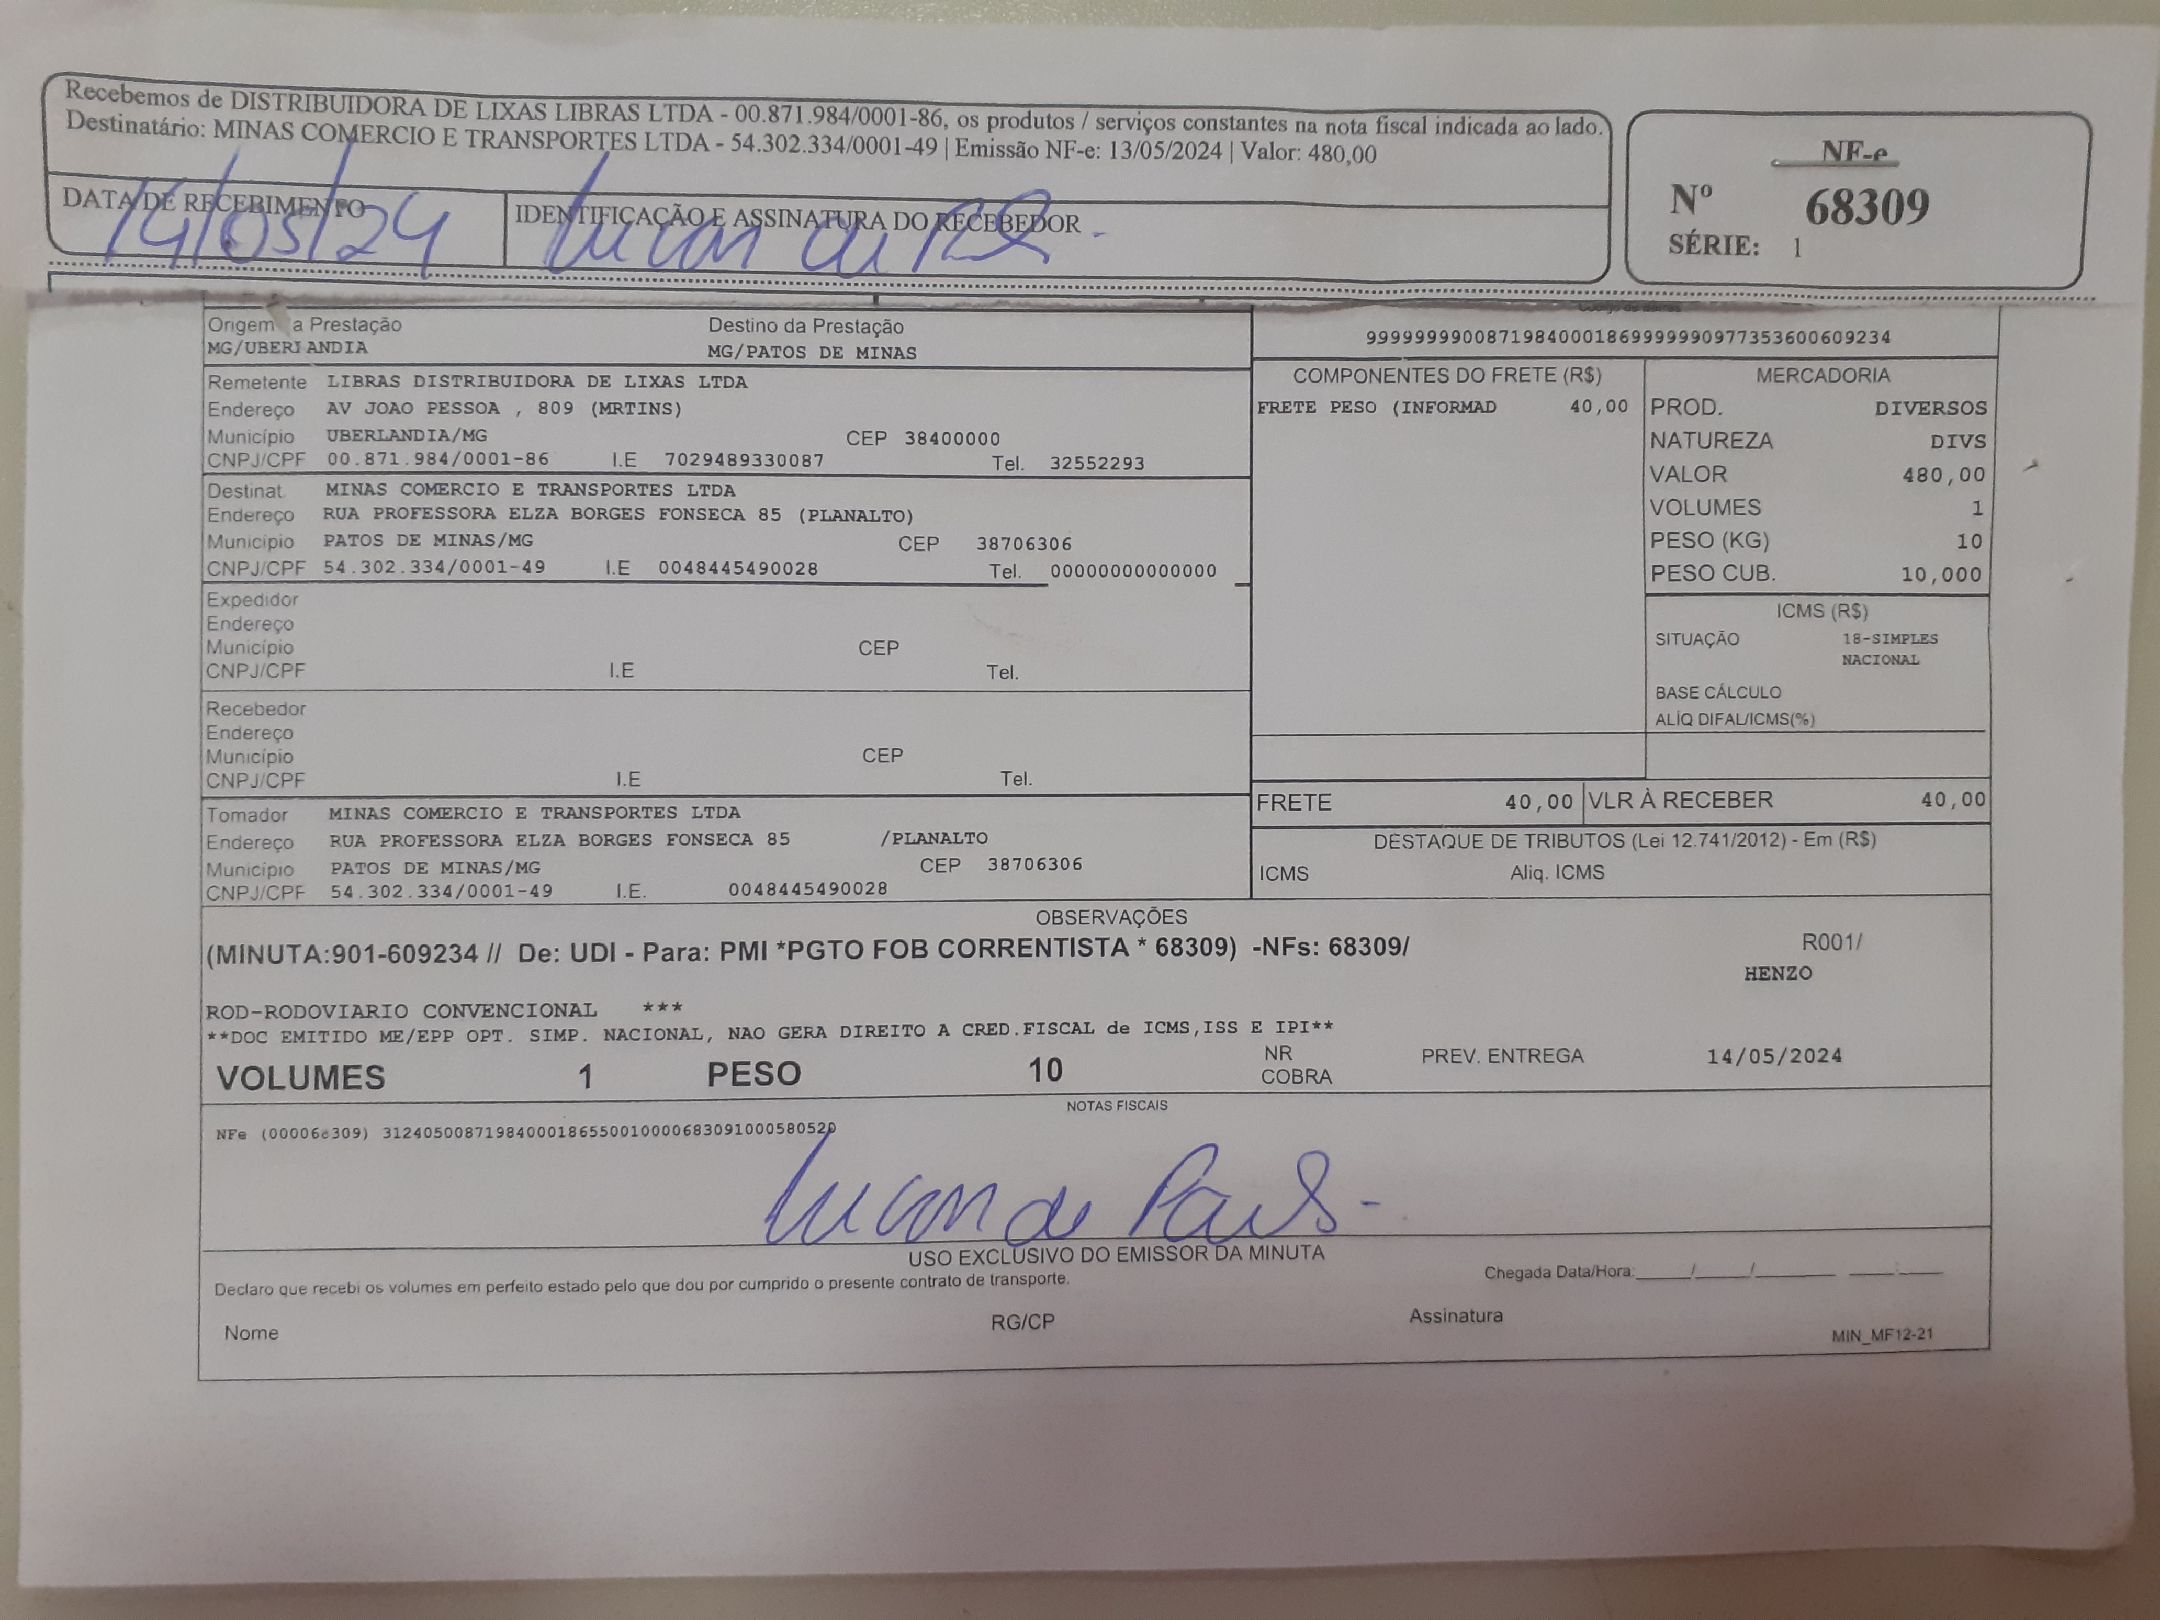 Recebemos de DISTRIBUIDORA DE LIXAS LIBRAS LTDA - 00.871.984/0001-86, os produtos / serviços constantes na nota fiscal indicada ao lado.
Destinatário: MINAS COMERCIO E TRANSPORTES LTDA - 54.302.334/0001-49 | Emissão NF-e: 13/05/2024 | Valor: 480,00
DATA DE RECEBIMENTO
14/05/24
IDENTIFICAÇÃO E ASSINATURA DO RECEBEDOR
NF-e
Nº 68309
SÉRIE: 1
Origem a Prestação Destino da Prestação
MG/UBERLANDIA MG/PATOS DE MINAS
99999999008719840001869999999097735360060​9234
Remetente LIBRAS DISTRIBUIDORA DE LIXAS LTDA
Endereço AV JOAO PESSOA , 809 (MRTINS)
Município UBERLANDIA/MG CEP 38400000
CNPJ/CPF 00.871.984/0001-86 I.E 7029489330087 Tel. 32552293
Destinat. MINAS COMERCIO E TRANSPORTES LTDA
Endereço RUA PROFESSORA ELZA BORGES FONSECA 85 (PLANALTO)
Município PATOS DE MINAS/MG CEP 38706306
CNPJ/CPF 54.302.334/0001-49 I.E 0048445490028 Tel. 00000000000000
Expedidor
Endereço
Município CEP
CNPJ/CPF I.E Tel.
Recebedor
Endereço
Município CEP
CNPJ/CPF I.E Tel.
Tomador MINAS COMERCIO E TRANSPORTES LTDA
Endereço RUA PROFESSORA ELZA BORGES FONSECA 85 /PLANALTO
Município PATOS DE MINAS/MG CEP 38706306
CNPJ/CPF 54.302.334/0001-49 I.E. 0048445490028
COMPONENTES DO FRETE (R$)
FRETE PESO (INFORMAD 40,00
MERCADORIA
PROD. DIVERSOS
NATUREZA DIVS
VALOR 480,00
VOLUMES 1
PESO (KG) 10
PESO CUB. 10,000
ICMS (R$)
SITUAÇÃO 18-SIMPLES
NACIONAL
BASE CÁLCULO
ALÍQ DIFAL/ICMS(%)
FRETE 40,00 VLR À RECEBER 40,00
DESTAQUE DE TRIBUTOS (Lei 12.741/2012) - Em (R$)
ICMS Aliq. ICMS
OBSERVAÇÕES
(MINUTA:901-609234 // De: UDI - Para: PMI *PGTO FOB CORRENTISTA * 68309) -NFs: 68309/
R001/
HENZO
ROD-RODOVIARIO CONVENCIONAL ***
**DOC EMITIDO ME/EPP OPT. SIMP. NACIONAL, NAO GERA DIREITO A CRED.FISCAL de ICMS,ISS E IPI**
VOLUMES 1 PESO 10 NR COBRA PREV. ENTREGA 14/05/2024
NOTAS FISCAIS
NFe (000068309) 31240500871984000186550010000683091000580520
USO EXCLUSIVO DO EMISSOR DA MINUTA
Declaro que recebi os volumes em perfeito estado pelo que dou por cumprido o presente contrato de transporte.
Chegada Data/Hora:____/____/______ ____:____
Nome RG/CP Assinatura
MIN_MF12-21